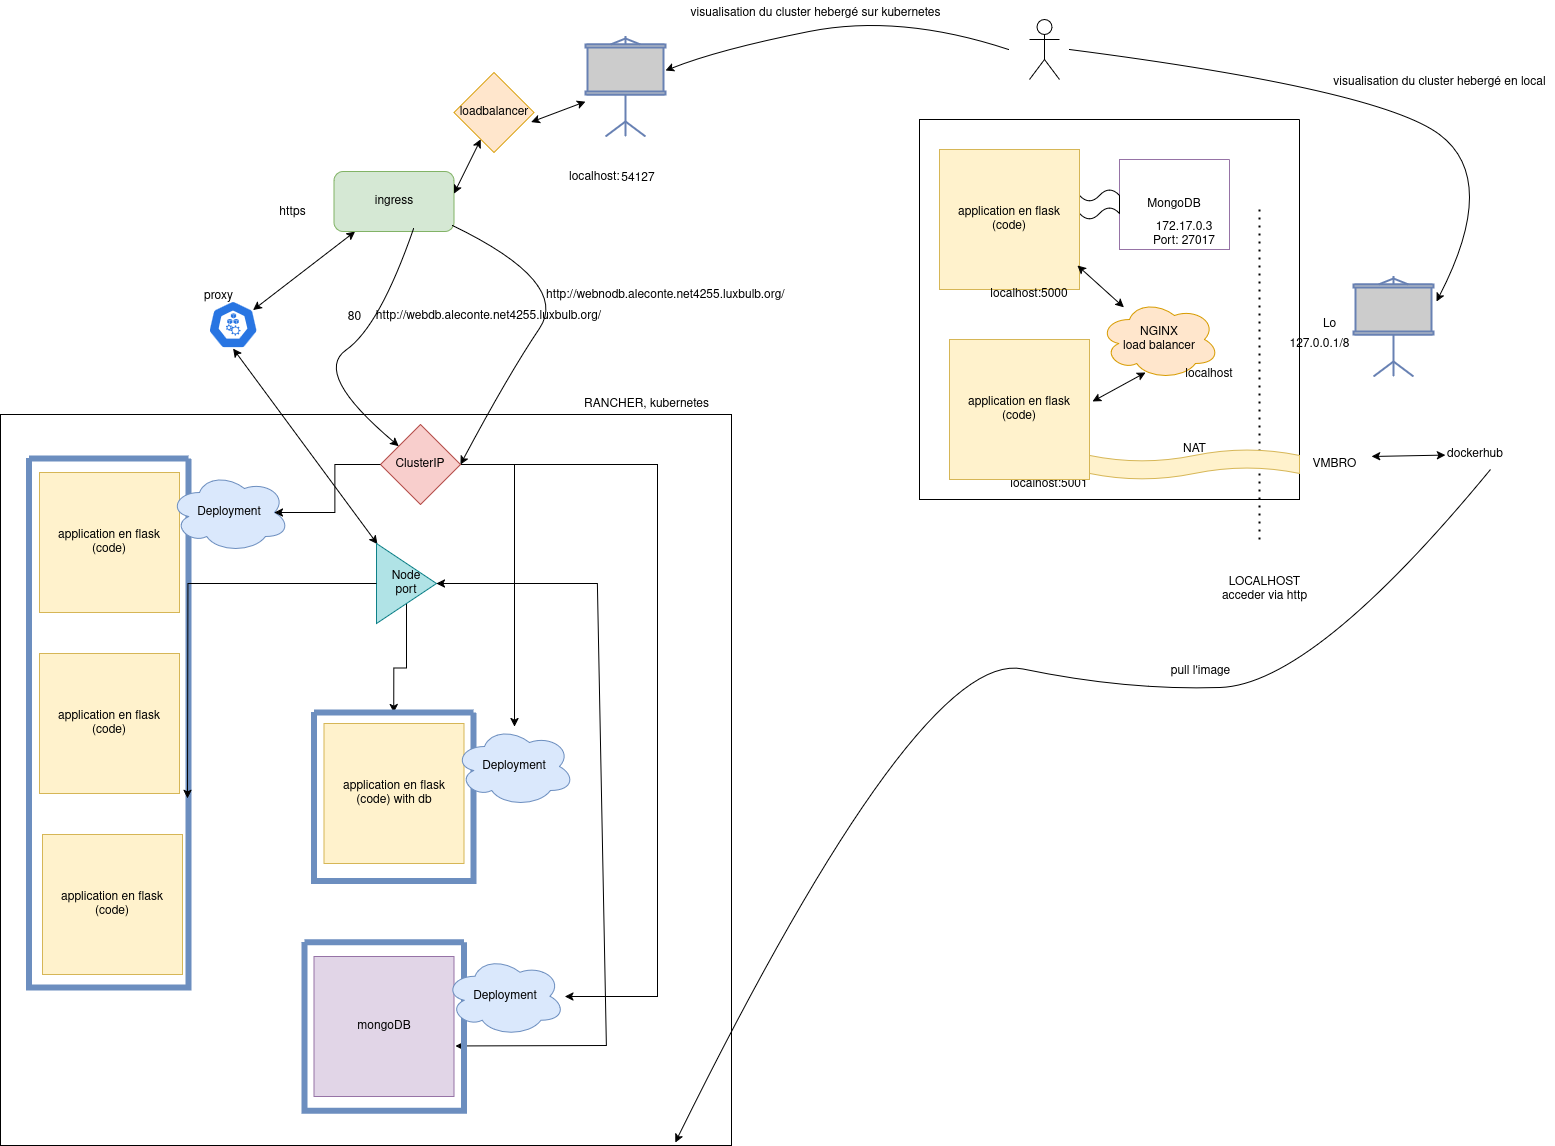 visualisation du cluster hebergé sur kubernetes
visualisation du cluster hebergé en local
loadbalancer
localhost: 54127
ingress
https
proxy
80
http://webnodb.aleconte.net4255.luxbulb.org/
http://webdb.aleconte.net4255.luxbulb.org/
RANCHER, kubernetes
ClusterIP
Deployment
application en flask
(code)
Node
port
application en flask
(code)
application en flask
(code)
application en flask
(code) with db
Deployment
mongoDB
Deployment
application en flask
(code)
localhost:5000
MongoDB
172.17.0.3
Port: 27017
NGINX
load balancer
localhost
application en flask
(code)
localhost:5001
NAT
Lo
127.0.0.1/8
VMBRO
dockerhub
LOCALHOST
acceder via http
pull l'image